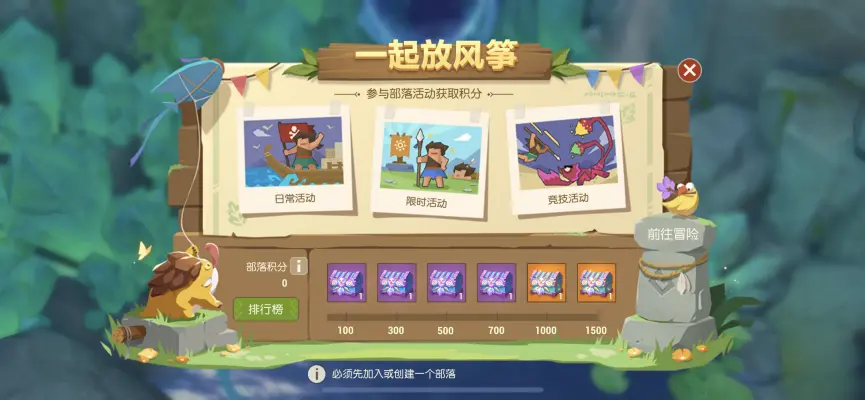 一起放风筝
参与部落活动获取积分
日常活动
限时活动
竞技活动
前往冒险
部落积分 i
0
排行榜
1 1 1 1 1 1
100 300 500 700 1000 1500
i 必须先加入或创建一个部落